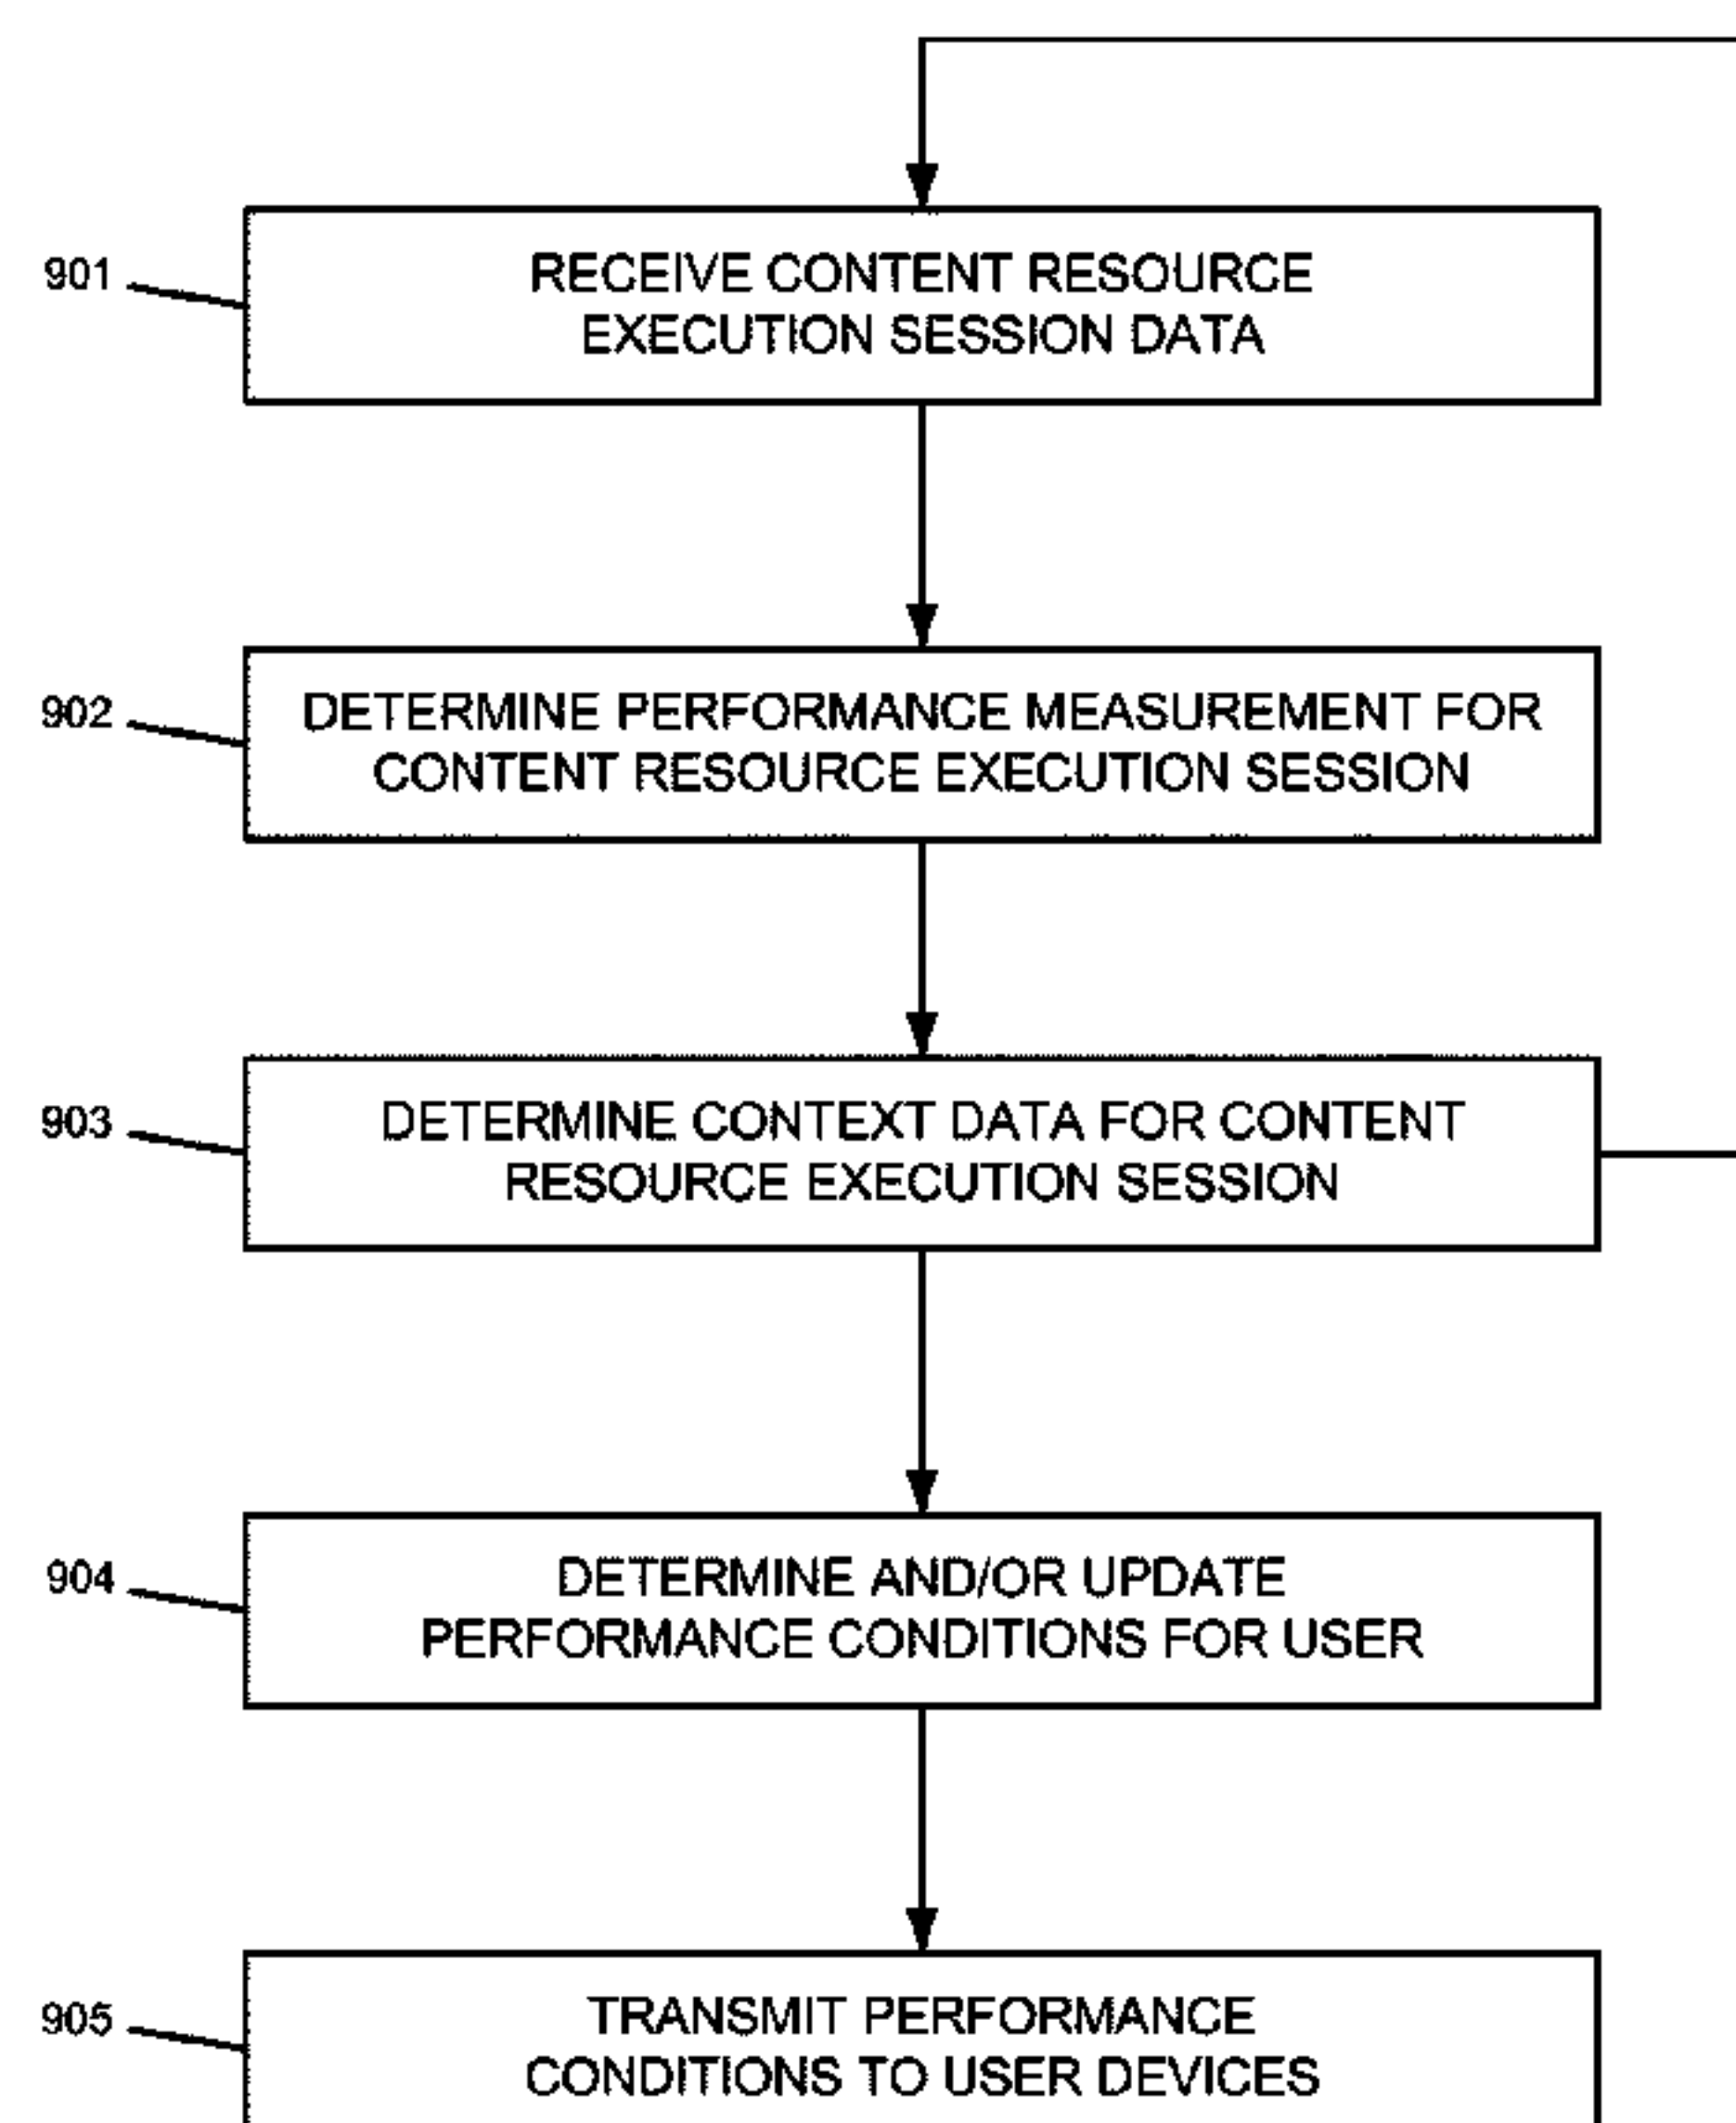 901
RECEIVE CONTENT RESOURCE
EXECUTION SESSION DATA
902
DETERMINE PERFORMANCE MEASUREMENT FOR
CONTENT RESOURCE EXECUTION SESSION
903
DETERMINE CONTEXT DATA FOR CONTENT
RESOURCE EXECUTION SESSION
904
DETERMINE AND/OR UPDATE
PERFORMANCE CONDITIONS FOR USER
905
TRANSMIT PERFORMANCE
CONDITIONS TO USER DEVICES